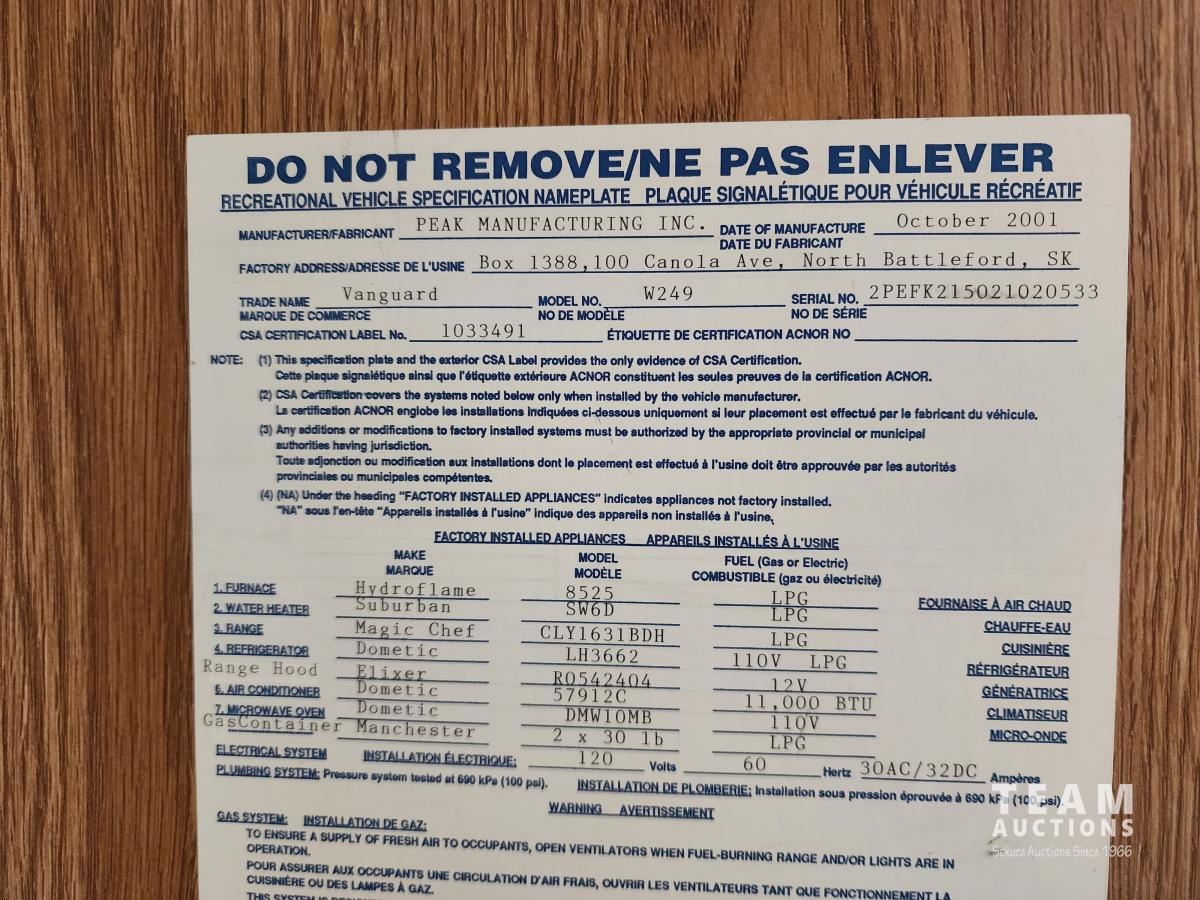 DO NOT REMOVE/NE PAS ENLEVER
RECREATIONAL VEHICLE SPECIFICATION NAMEPLATE PLAQUE SIGNALÉTIQUE POUR VÉHICULE RÉCRÉATIF
MANUFACTURER/FABRICANT PEAK MANUFACTURING INC. DATE OF MANUFACTURE October 2001
DATE DU FABRICANT
FACTORY ADDRESS/ADRESSE DE L'USINE Box 1388,100 Canola Ave, North Battleford, SK
TRADE NAME Vanguard MODEL NO. W249 SERIAL NO. 2PEFK215021020533
MARQUE DE COMMERCE NO DE MODÈLE NO DE SÉRIE
CSA CERTIFICATION LABEL No. 1033491 ÉTIQUETTE DE CERTIFICATION ACNOR NO
NOTE: (1) This specification plate and the exterior CSA Label provides the only evidence of CSA Certification.
Cette plaque signalétique ainsi que l'étiquette extérieure ACNOR constituent les seules preuves de la certification ACNOR.
(2) CSA Certification covers the systems noted below only when installed by the vehicle manufacturer.
La certification ACNOR englobe les installations indiquées ci-dessous uniquement si leur placement est effectué par le fabricant du véhicule.
(3) Any additions or modifications to factory installed systems must be authorized by the appropriate provincial or municipal
authorities having jurisdiction.
Toute adjonction ou modification aux installations dont le placement est effectué à l'usine doit être approuvée par les autorités
provinciales ou municipales compétentes.
(4) (NA) Under the heading "FACTORY INSTALLED APPLIANCES" indicates appliances not factory installed.
"NA" sous l'en-tête "Appareils installés à l'usine" indique des appareils non installés à l'usine.
FACTORY INSTALLED APPLIANCES APPAREILS INSTALLÉS À L'USINE
MAKE MODEL FUEL (Gas or Electric)
MARQUE MODÈLE COMBUSTIBLE (gaz ou électricité)
1. FURNACE Hydroflame 8525 LPG FOURNAISE À AIR CHAUD
2. WATER HEATER Suburban SW6D LPG CHAUFFE-EAU
3. RANGE Magic Chef CLY1631BDH LPG CUISINIÈRE
4. REFRIGERATOR Dometic LH3662 110V LPG RÉFRIGÉRATEUR
Range Hood Elixer R0542404 12V GÉNÉRATRICE
6. AIR CONDITIONER Dometic 57912C 11,000 BTU CLIMATISEUR
7. MICROWAVE OVEN Dometic DMW10MB 110V MICRO-ONDE
GasContainer Manchester 2 x 30 lb LPG
ELECTRICAL SYSTEM INSTALLATION ÉLECTRIQUE: 120 Volts 60 Hertz 30AC/32DC Ampères
PLUMBING SYSTEM: Pressure system tested at 690 kPa (100 psi). INSTALLATION DE PLOMBERIE: Installation sous pression éprouvée à 690 kPa (100 psi).
WARNING AVERTISSEMENT
GAS SYSTEM: INSTALLATION DE GAZ:
TO ENSURE A SUPPLY OF FRESH AIR TO OCCUPANTS, OPEN VENTILATORS WHEN FUEL-BURNING RANGE AND/OR LIGHTS ARE IN
OPERATION.
POUR ASSURER AUX OCCUPANTS UNE CIRCULATION D'AIR FRAIS, OUVRIR LES VENTILATEURS TANT QUE FONCTIONNEMENT LA
CUISINIÈRE OU DES LAMPES À GAZ.
THIS SYSTEM IS
TEAM
AUCTIONS
Sekura Auctions Since 1966